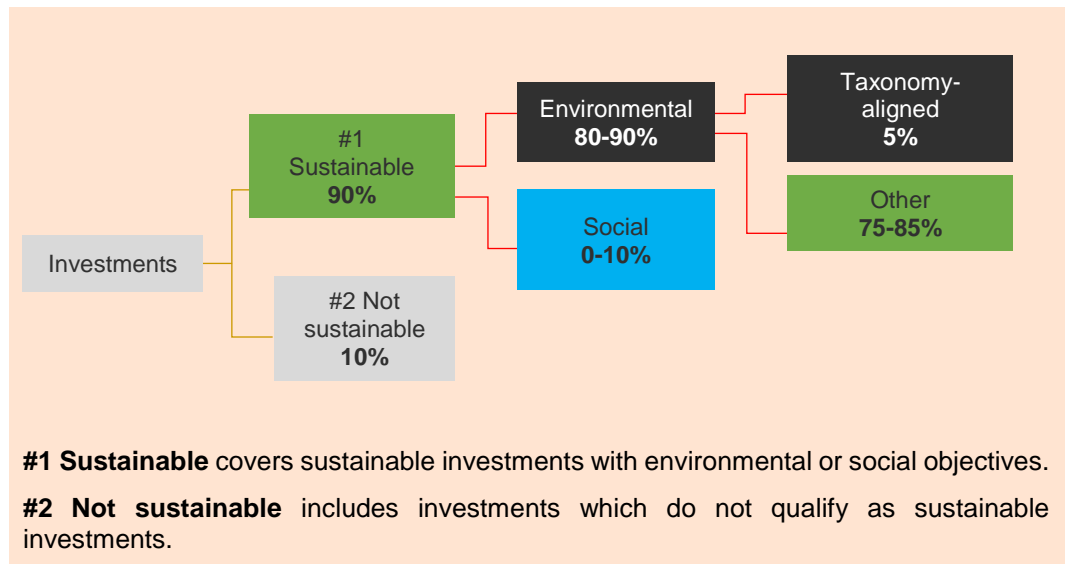 Investments
#1
Sustainable
90%
#2 Not
sustainable
10%
Environmental
80-90%
Social
0-10%
Taxonomy-
aligned
5%
Other
75-85%
#1 Sustainable covers sustainable investments with environmental or social objectives.
#2 Not sustainable includes investments which do not qualify as sustainable
investments.